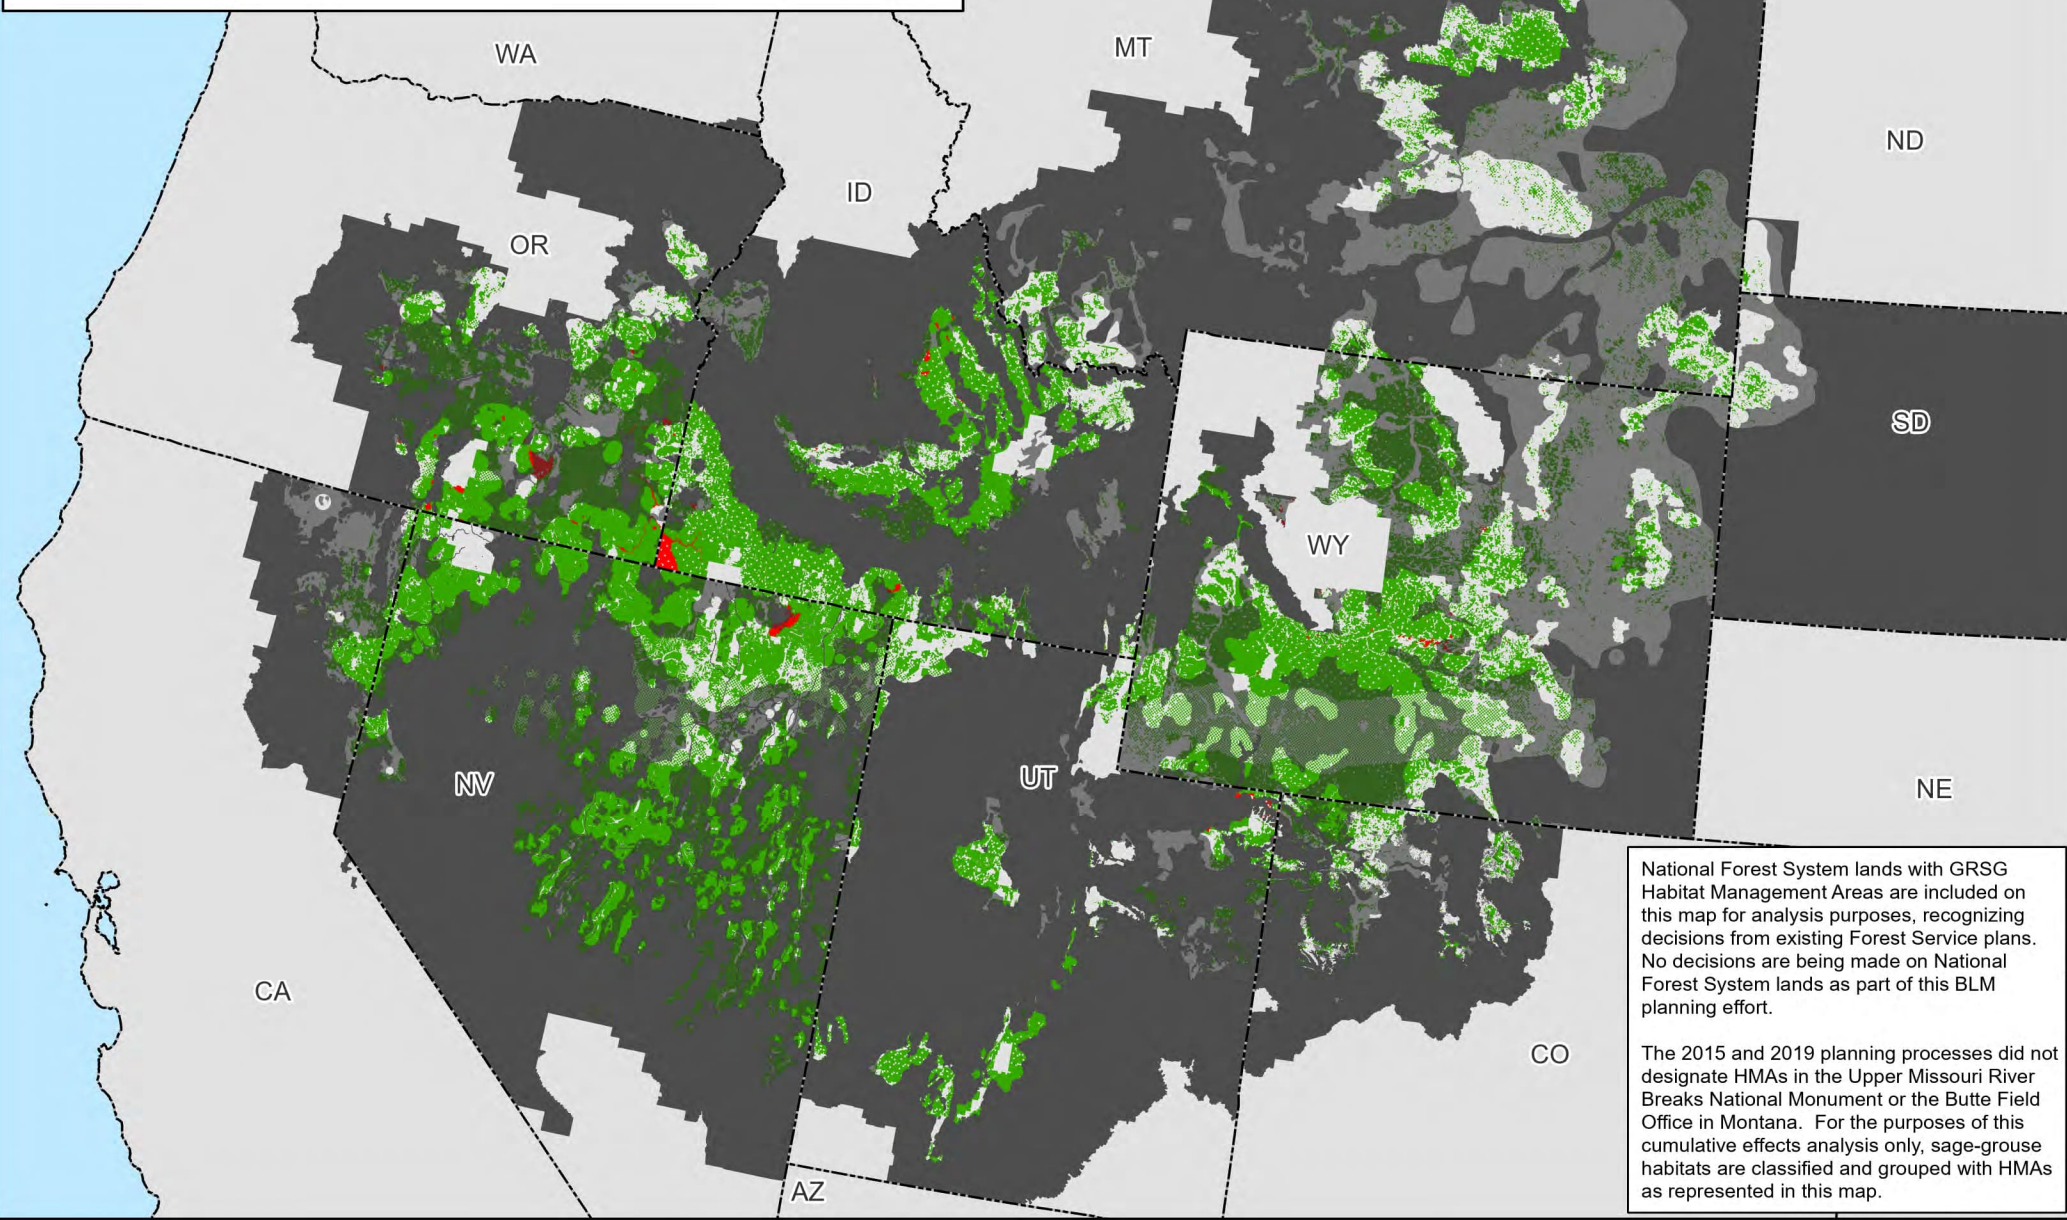 WA
MT
ND
ID
OR
SD
WY
NV
UT
NE
CA
CO
AZ
National Forest System lands with GRSG
Habitat Management Areas are included on
this map for analysis purposes, recognizing
decisions from existing Forest Service plans.
No decisions are being made on National
Forest System lands as part of this BLM
planning effort.
The 2015 and 2019 planning processes did not
designate HMAs in the Upper Missouri River
Breaks National Monument or the Butte Field
Office in Montana.  For the purposes of this
cumulative effects analysis only, sage-grouse
habitats are classified and grouped with HMAs
as represented in this map.